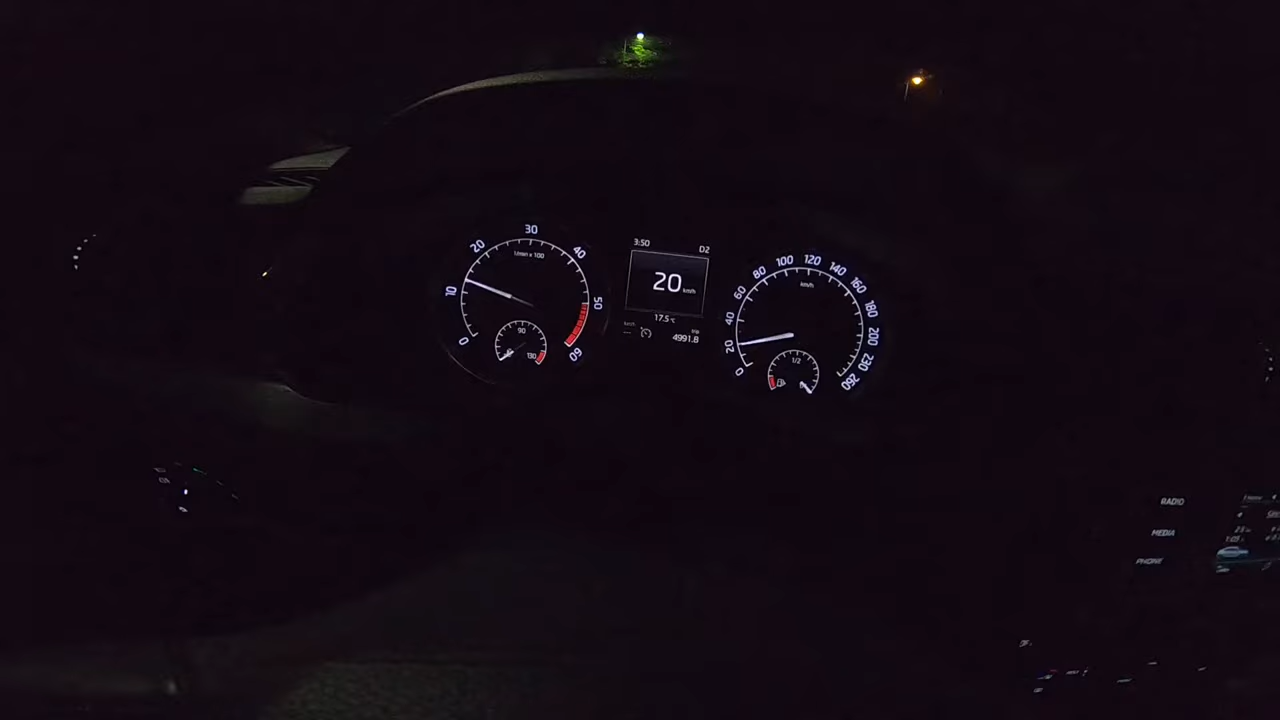 0
10
20
30
40
50
60
1/min x 100
90
130
3:50 D2
20 km/h
17.5°C
trip
4991.8
0
20
40
60
80
100
120
140
160
180
200
230
260
km/h
1/2
RADIO
MEDIA
PHONE